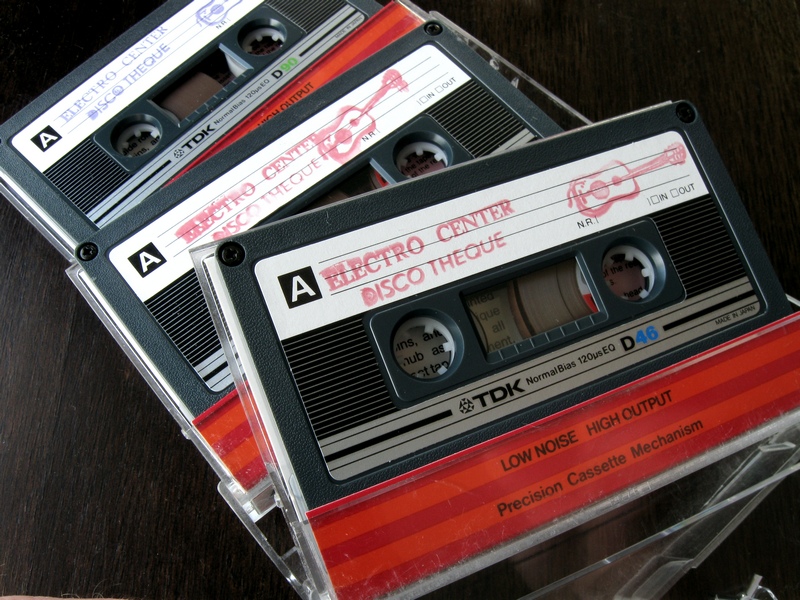 A
ELECTRO CENTER
DISCO THEQUE
N.R.
TDK Normal Bias 120μs EQ D90
HIGH OUTPUT
A
ELECTRO CENTER
DISCO THEQUE
N.R.
□IN □OUT
A
ELECTRO CENTER
DISCO THEQUE
N.R. □IN □OUT
TDK Normal Bias 120μs EQ D46
MADE IN JAPAN
LOW NOISE HIGH OUTPUT
Precision Cassette Mechanism